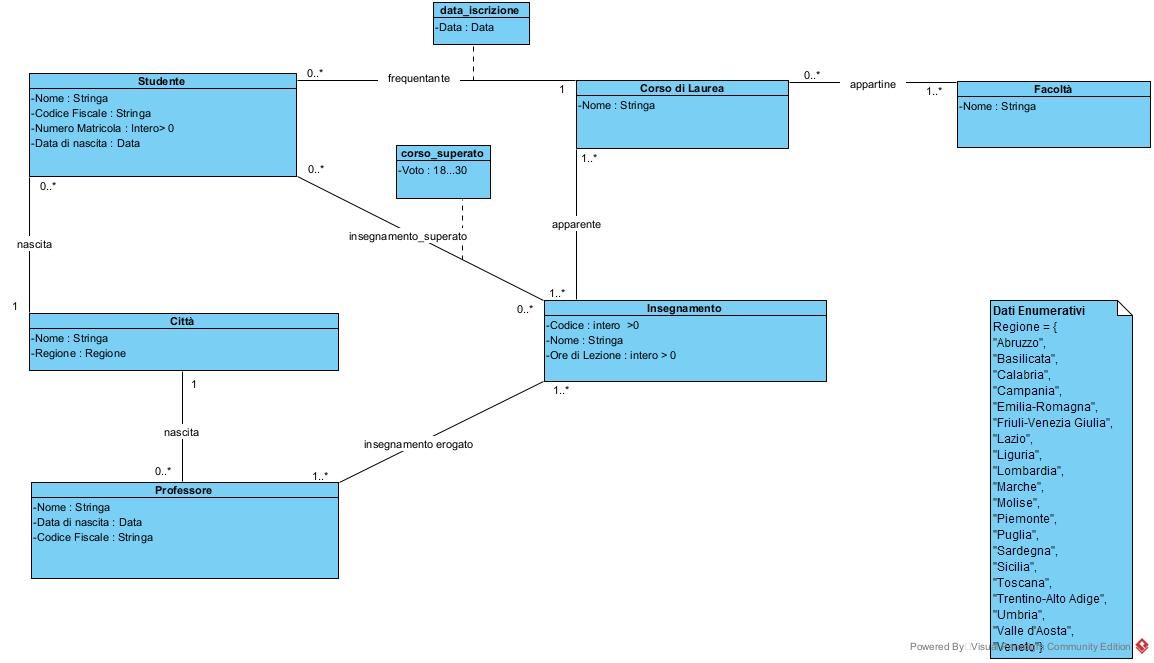 data_iscrizione
-Data : Data
Studente
-Nome : Stringa
-Codice Fiscale : Stringa
-Numero Matricola : Intero> 0
-Data di nascita : Data
0..*
frequentante
1
Corso di Laurea
-Nome : Stringa
0..*
appartine
1..*
Facoltà
-Nome : Stringa
corso_superato
-Voto : 18...30
0..*
0..*
1..*
nascita
insegnamento_superato
apparente
1
0..*
1..*
Città
-Nome : Stringa
-Regione : Regione
Insegnamento
-Codice : intero >0
-Nome : Stringa
-Ore di Lezione : intero > 0
1
1..*
nascita
insegnamento erogato
0..*
1..*
Professore
-Nome : Stringa
-Data di nascita : Data
-Codice Fiscale : Stringa
Dati Enumerativi
Regione = {
"Abruzzo",
"Basilicata",
"Calabria",
"Campania",
"Emilia-Romagna",
"Friuli-Venezia Giulia",
"Lazio",
"Liguria",
"Lombardia",
"Marche",
"Molise",
"Piemonte",
"Puglia",
"Sardegna",
"Sicilia",
"Toscana",
"Trentino-Alto Adige",
"Umbria",
"Valle d'Aosta",
"Veneto"}
Powered By Visual Paradigm Community Edition